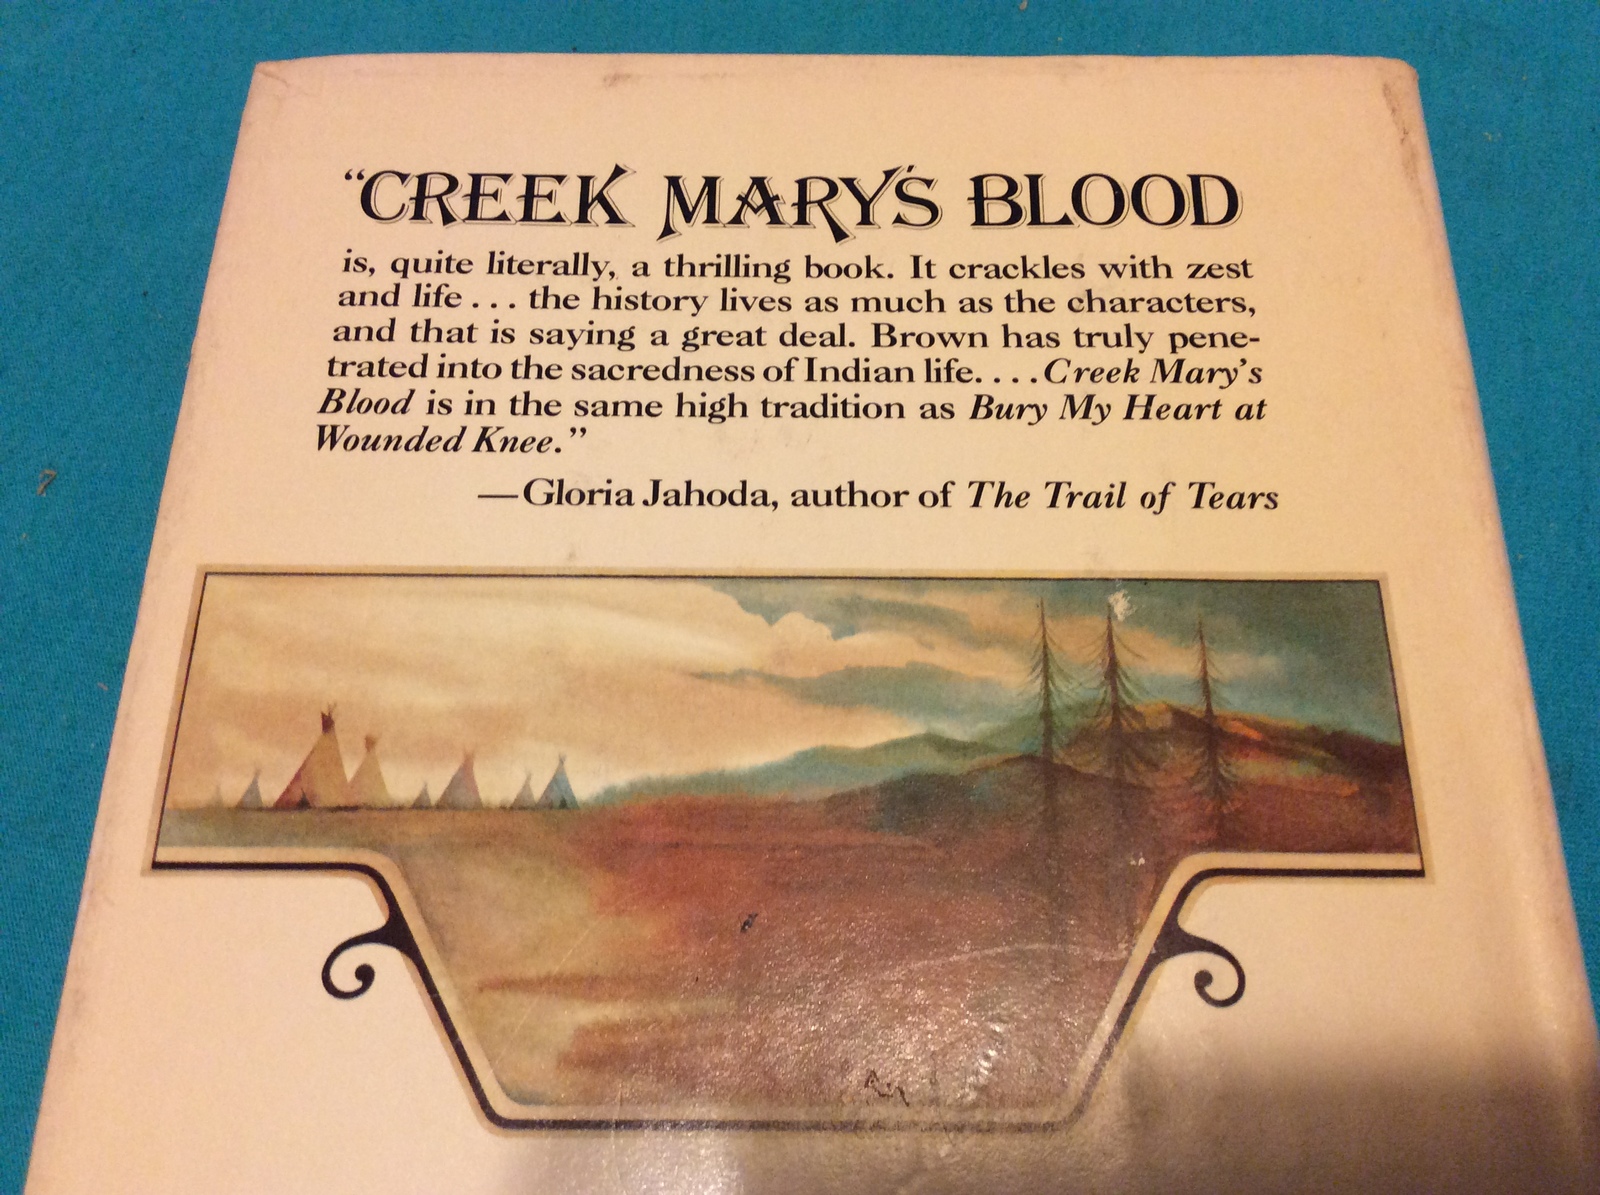 “CREEK MARY'S BLOOD
is, quite literally, a thrilling book. It crackles with zest
and life . . . the history lives as much as the characters,
and that is saying a great deal. Brown has truly pene-
trated into the sacredness of Indian life. . . . Creek Mary’s
Blood is in the same high tradition as Bury My Heart at
Wounded Knee.”
—Gloria Jahoda, author of The Trail of Tears